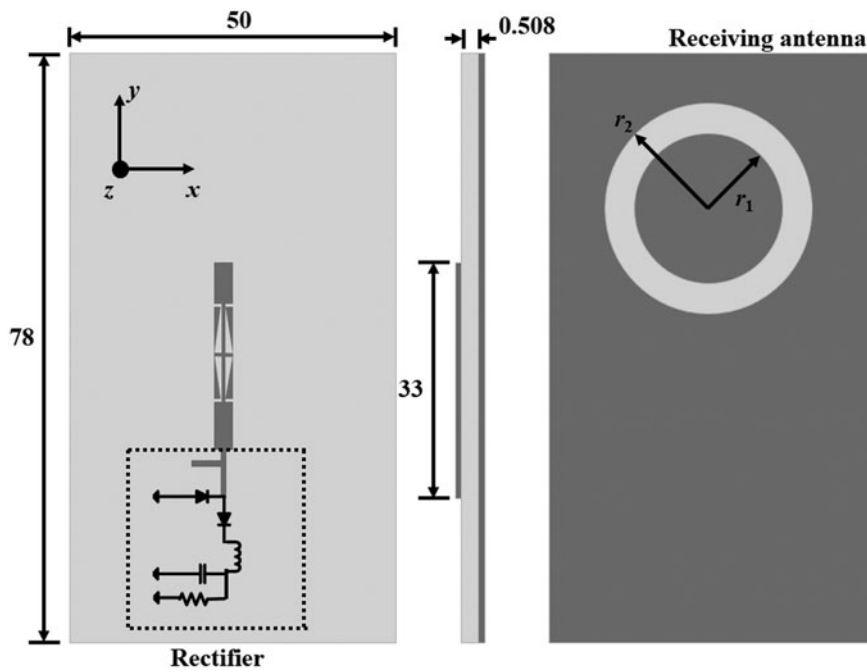 50
0.508
Receiving antenna
y
z
x
r2
r1
78
33
Rectifier